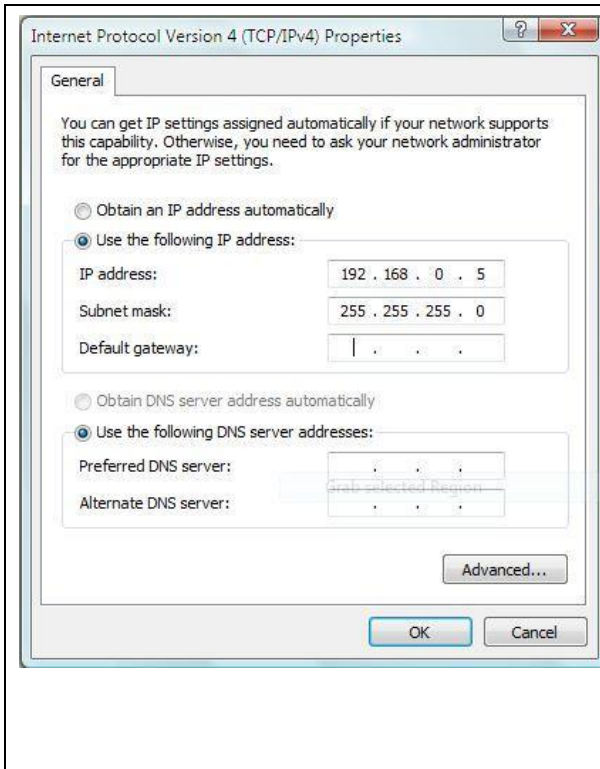 Internet Protocol Version 4 (TCP/IPv4) Properties
General
You can get IP settings assigned automatically if your network supports
this capability. Otherwise, you need to ask your network administrator
for the appropriate IP settings.
Obtain an IP address automatically
Use the following IP address:
IP address: 192 . 168 . 0 . 5
Subnet mask: 255 . 255 . 255 . 0
Default gateway: . . .
Obtain DNS server address automatically
Use the following DNS server addresses:
Preferred DNS server: . . .
Grab selected Region
Alternate DNS server: . . .
Advanced...
OK Cancel